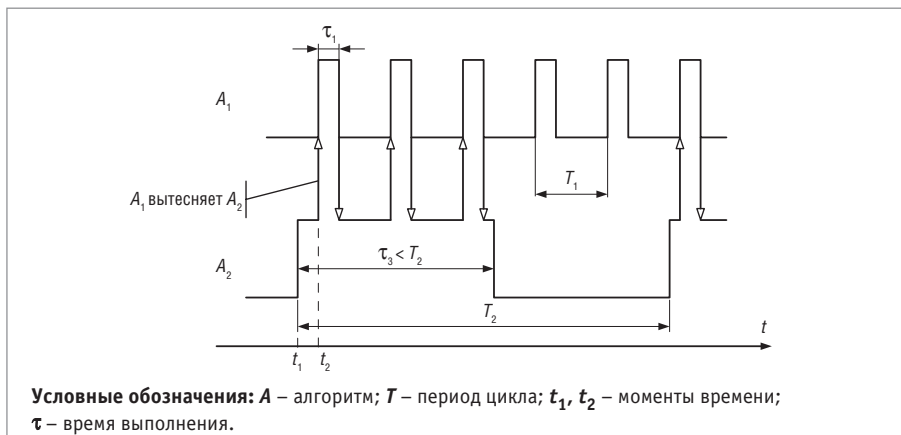 τ₁
A₁
T₁
A₁ вытесняет A₂
τ₃ < T₂
A₂
T₂
t
t₁ t₂
Условные обозначения: A – алгоритм; T – период цикла; t₁, t₂ – моменты времени;
τ – время выполнения.